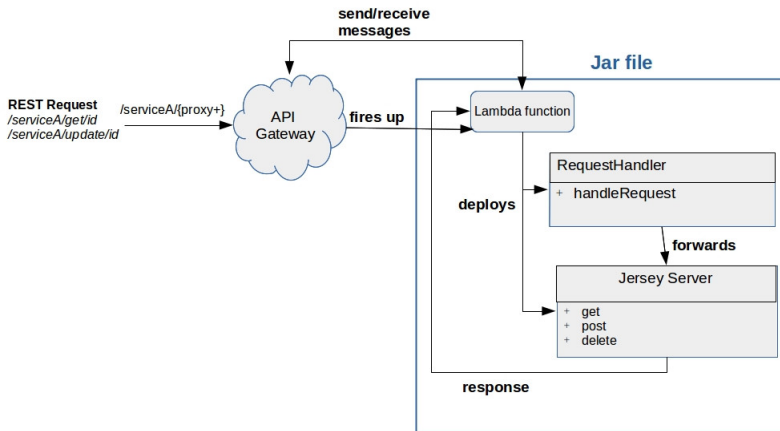 send/receive
messages
Jar file
REST Request
/serviceA/get/id
/serviceA/update/id
/serviceA/{proxy+}
API
Gateway
fires up
Lambda function
RequestHandler
+ handleRequest
deploys
forwards
Jersey Server
+ get
+ post
+ delete
response